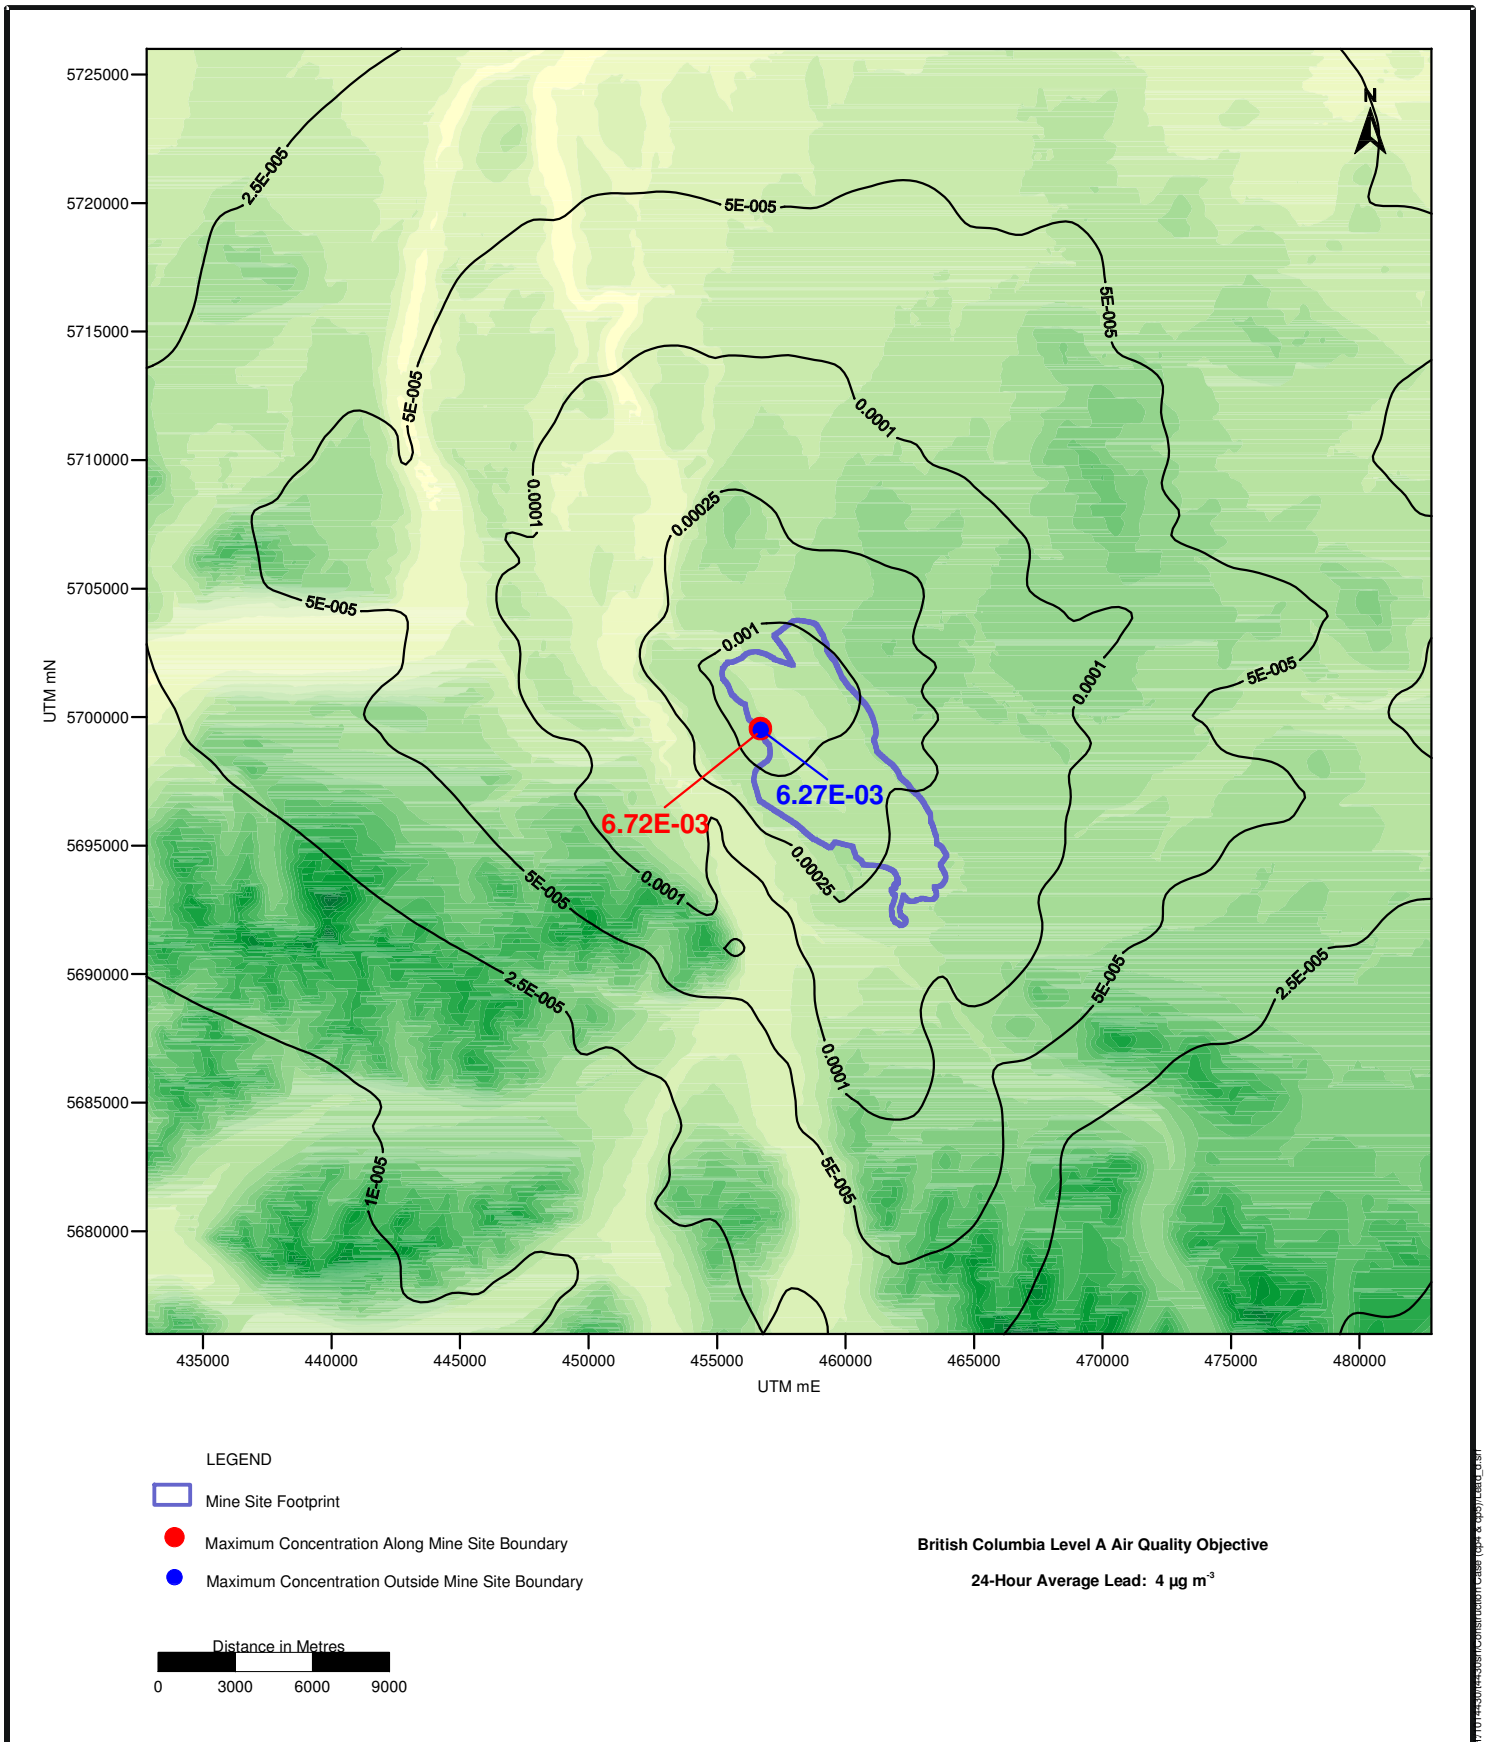 N
5725000
5720000
5715000
5710000
5705000
5700000
5695000
5690000
5685000
5680000
UTM mN
2.5E-005
5E-005
5E-005
5E-005
0.0001
0.0001
0.00025
5E-005
0.001
0.0001
5E-005
6.27E-03
6.72E-03
0.00025
5E-005
0.0001
2.5E-005
5E-005
2.5E-005
0.0001
1E-005
5E-005
435000 440000 445000 450000 455000 460000 465000 470000 475000 480000
UTM mE
LEGEND
Mine Site Footprint
Maximum Concentration Along Mine Site Boundary
Maximum Concentration Outside Mine Site Boundary
British Columbia Level A Air Quality Objective
24-Hour Average Lead: 4 µg m-3
Distance in Metres
0 3000 6000 9000